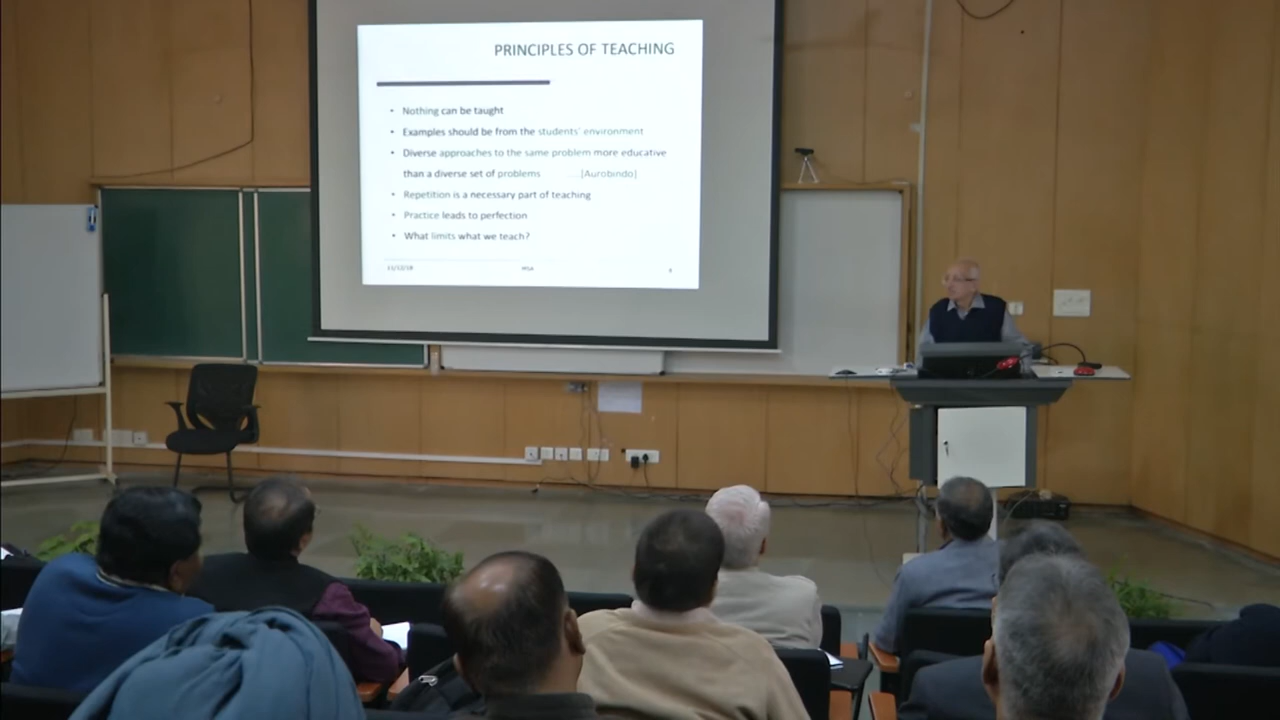 PRINCIPLES OF TEACHING
• Nothing can be taught
• Examples should be from the students' environment
• Diverse approaches to the same problem more educative
than a diverse set of problems ...[Aurobindo]
• Repetition is a necessary part of teaching
• Practice leads to perfection
• What limits what we teach?